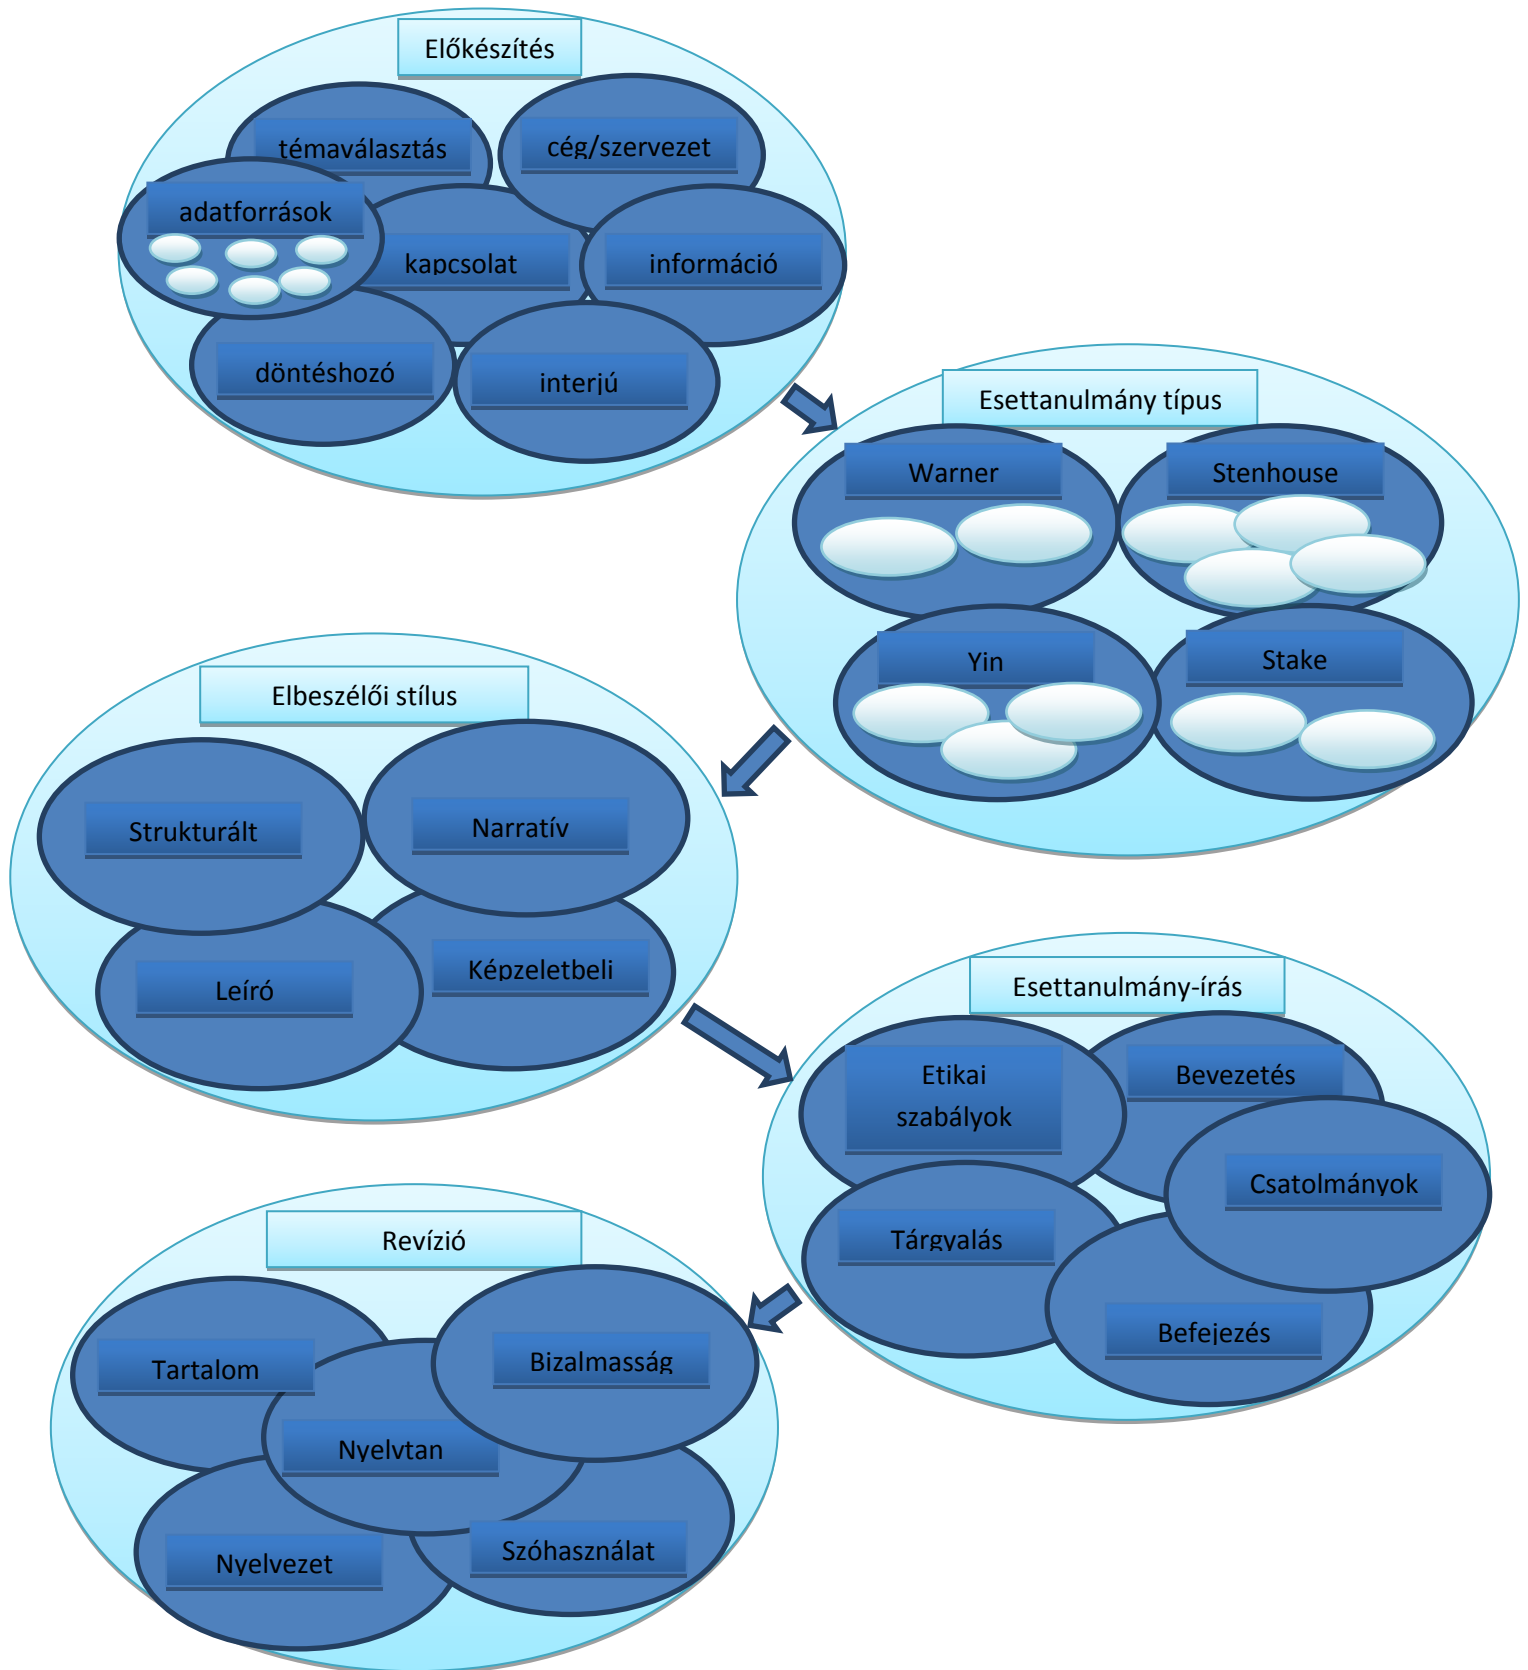 Előkészítés
témaválasztás
cég/szervezet
adatforrások
kapcsolat
információ
döntéshozó
interjú
Esettanulmány típus
Warner
Stenhouse
Yin
Stake
Elbeszélői stílus
Strukturált
Narratív
Leíró
Képzeletbeli
Esettanulmány-írás
Etikai
szabályok
Bevezetés
Csatolmányok
Tárgyalás
Befejezés
Revízió
Tartalom
Bizalmasság
Nyelvtan
Nyelvezet
Szóhasználat